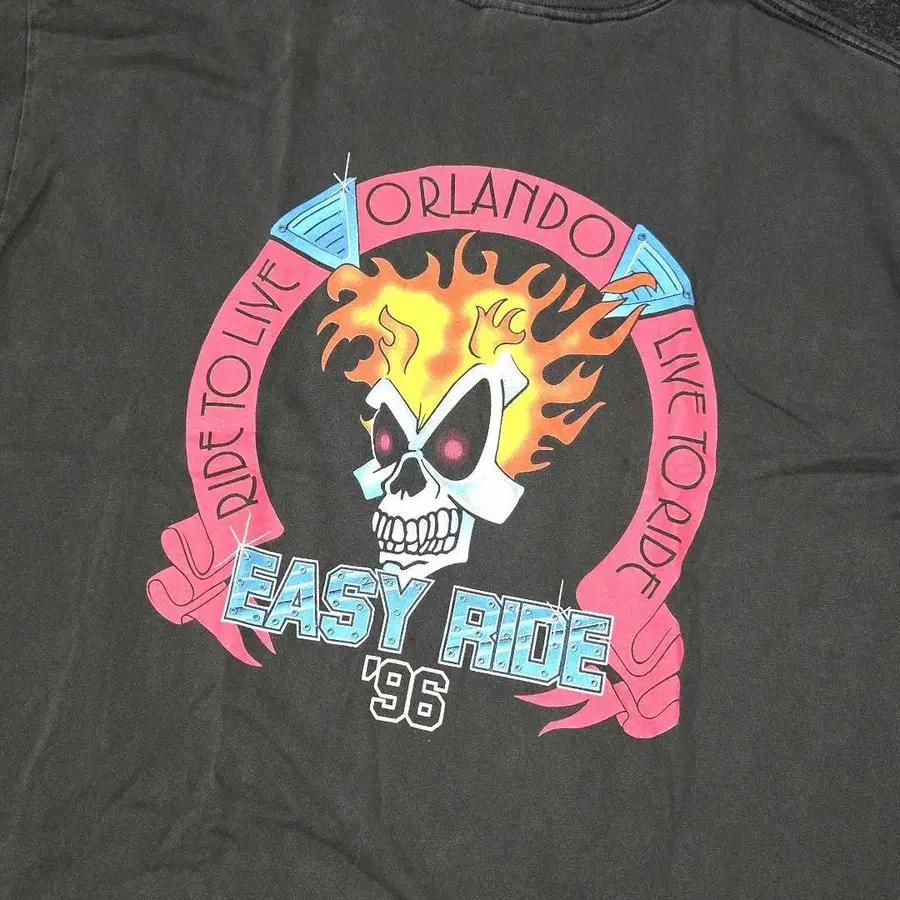 RIDE TO LIVE
ORLANDO
LIVE TO RIDE
EASY RIDE
'96